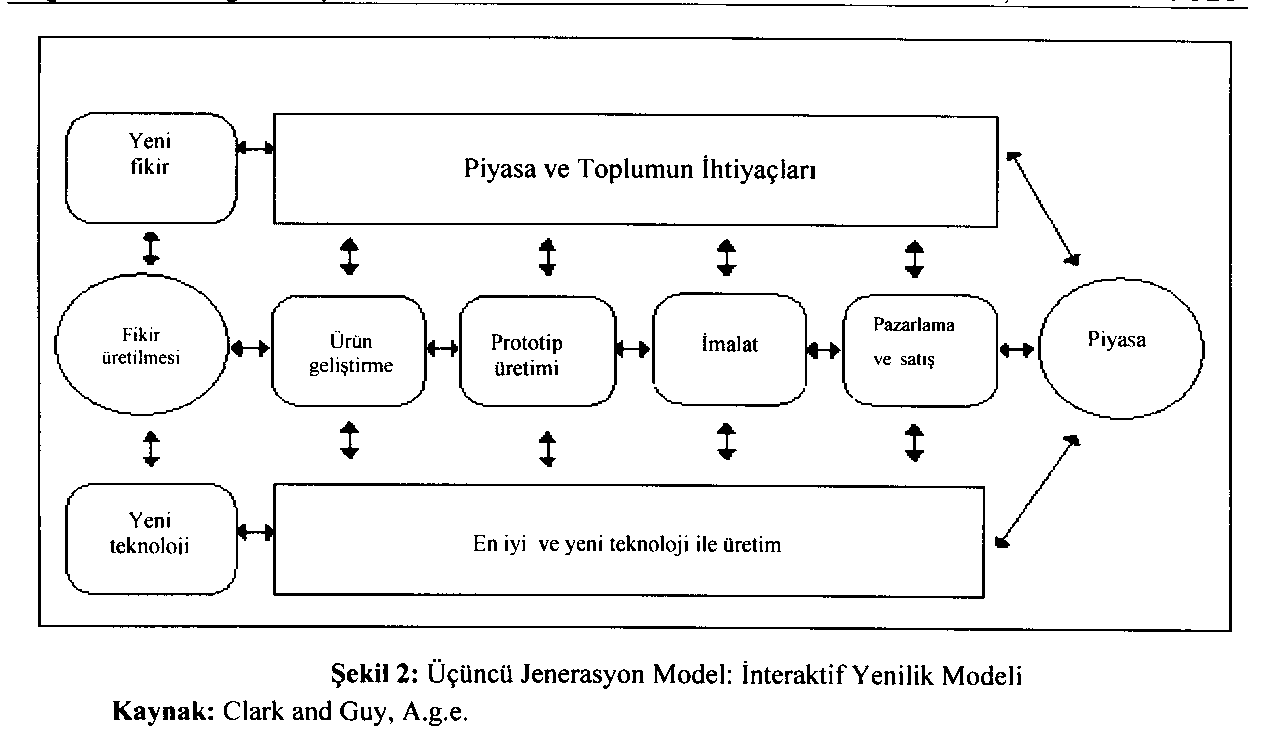 Yeni
fikir
Piyasa ve Toplumun İhtiyaçları
Fikir
üretilmesi
Ürün
geliştirme
Prototip
üretimi
İmalat
Pazarlama
ve satış
Piyasa
Yeni
teknoloji
En iyi ve yeni teknoloji ile üretim
Şekil 2: Üçüncü Jenerasyon Model: İnteraktif Yenilik Modeli
Kaynak: Clark and Guy, A.g.e.